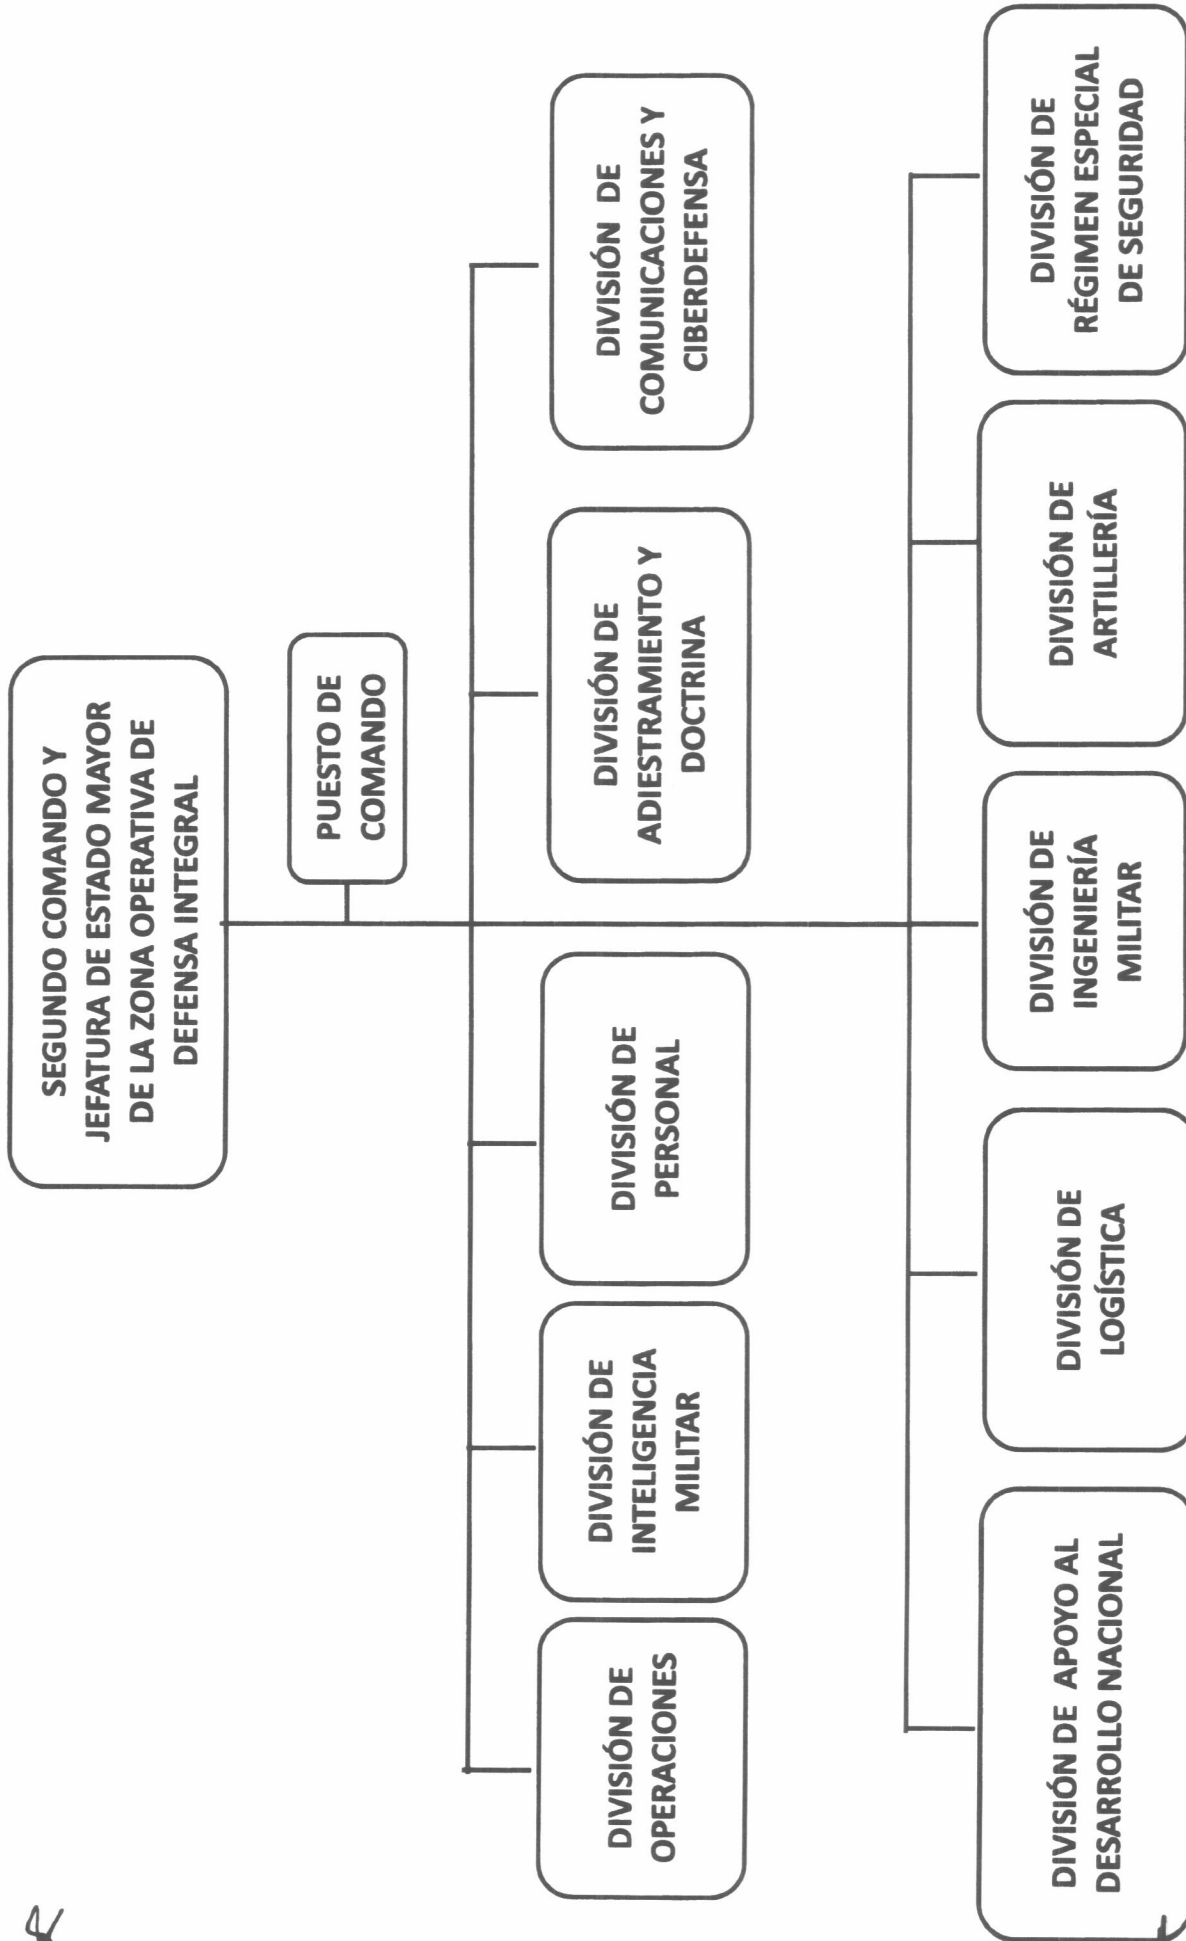 SEGUNDO COMANDO Y
JEFATURA DE ESTADO MAYOR
DE LA ZONA OPERATIVA DE
DEFENSA INTEGRAL
PUESTO DE
COMANDO
DIVISIÓN DE
OPERACIONES
DIVISIÓN DE
INTELIGENCIA
MILITAR
DIVISIÓN DE
PERSONAL
DIVISIÓN DE
ADIESTRAMIENTO Y
DOCTRINA
DIVISIÓN DE
COMUNICACIONES Y
CIBERDEFENSA
DIVISIÓN DE APOYO AL
DESARROLLO NACIONAL
DIVISIÓN DE
LOGÍSTICA
DIVISIÓN DE
INGENIERÍA
MILITAR
DIVISIÓN DE
ARTILLERÍA
DIVISIÓN DE
RÉGIMEN ESPECIAL
DE SEGURIDAD